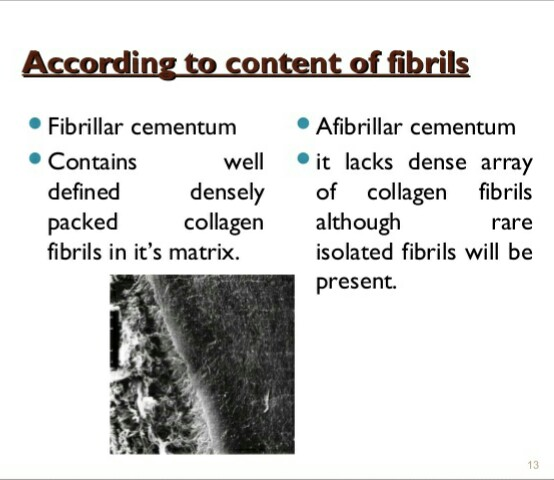 According to content of fibrils
Fibrillar cementum
Contains well
defined densely
packed collagen
fibrils in it's matrix.
Afibrillar cementum
it lacks dense array
of collagen fibrils
although rare
isolated fibrils will be
present.
13